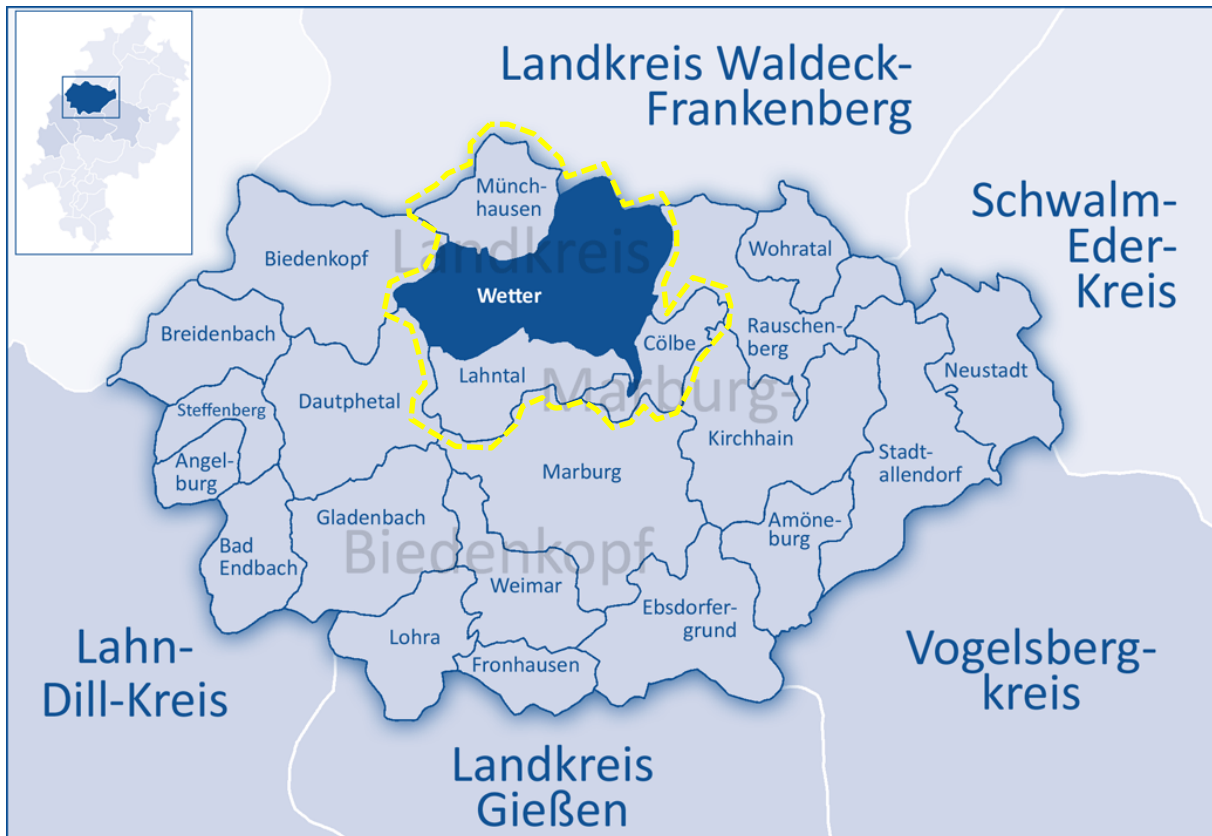 Landkreis Waldeck-
Frankenberg
Schwalm-
Eder-
Kreis
Münch-
hausen
Landkreis
Wohratal
Biedenkopf
Wetter
Breidenbach
Rauschen-
berg
Cölbe
Neustadt
Lahntal
Marburg-
Dautphetal
Steffenberg
Kirchhain
Stadt-
allendorf
Angel-
burg
Marburg
Gladenbach
Amöne-
burg
Bad
Endbach
Biedenkopf
Weimar
Ebsdorfer-
grund
Lohra
Fronhausen
Lahn-
Dill-Kreis
Vogelsberg-
kreis
Landkreis
Gießen